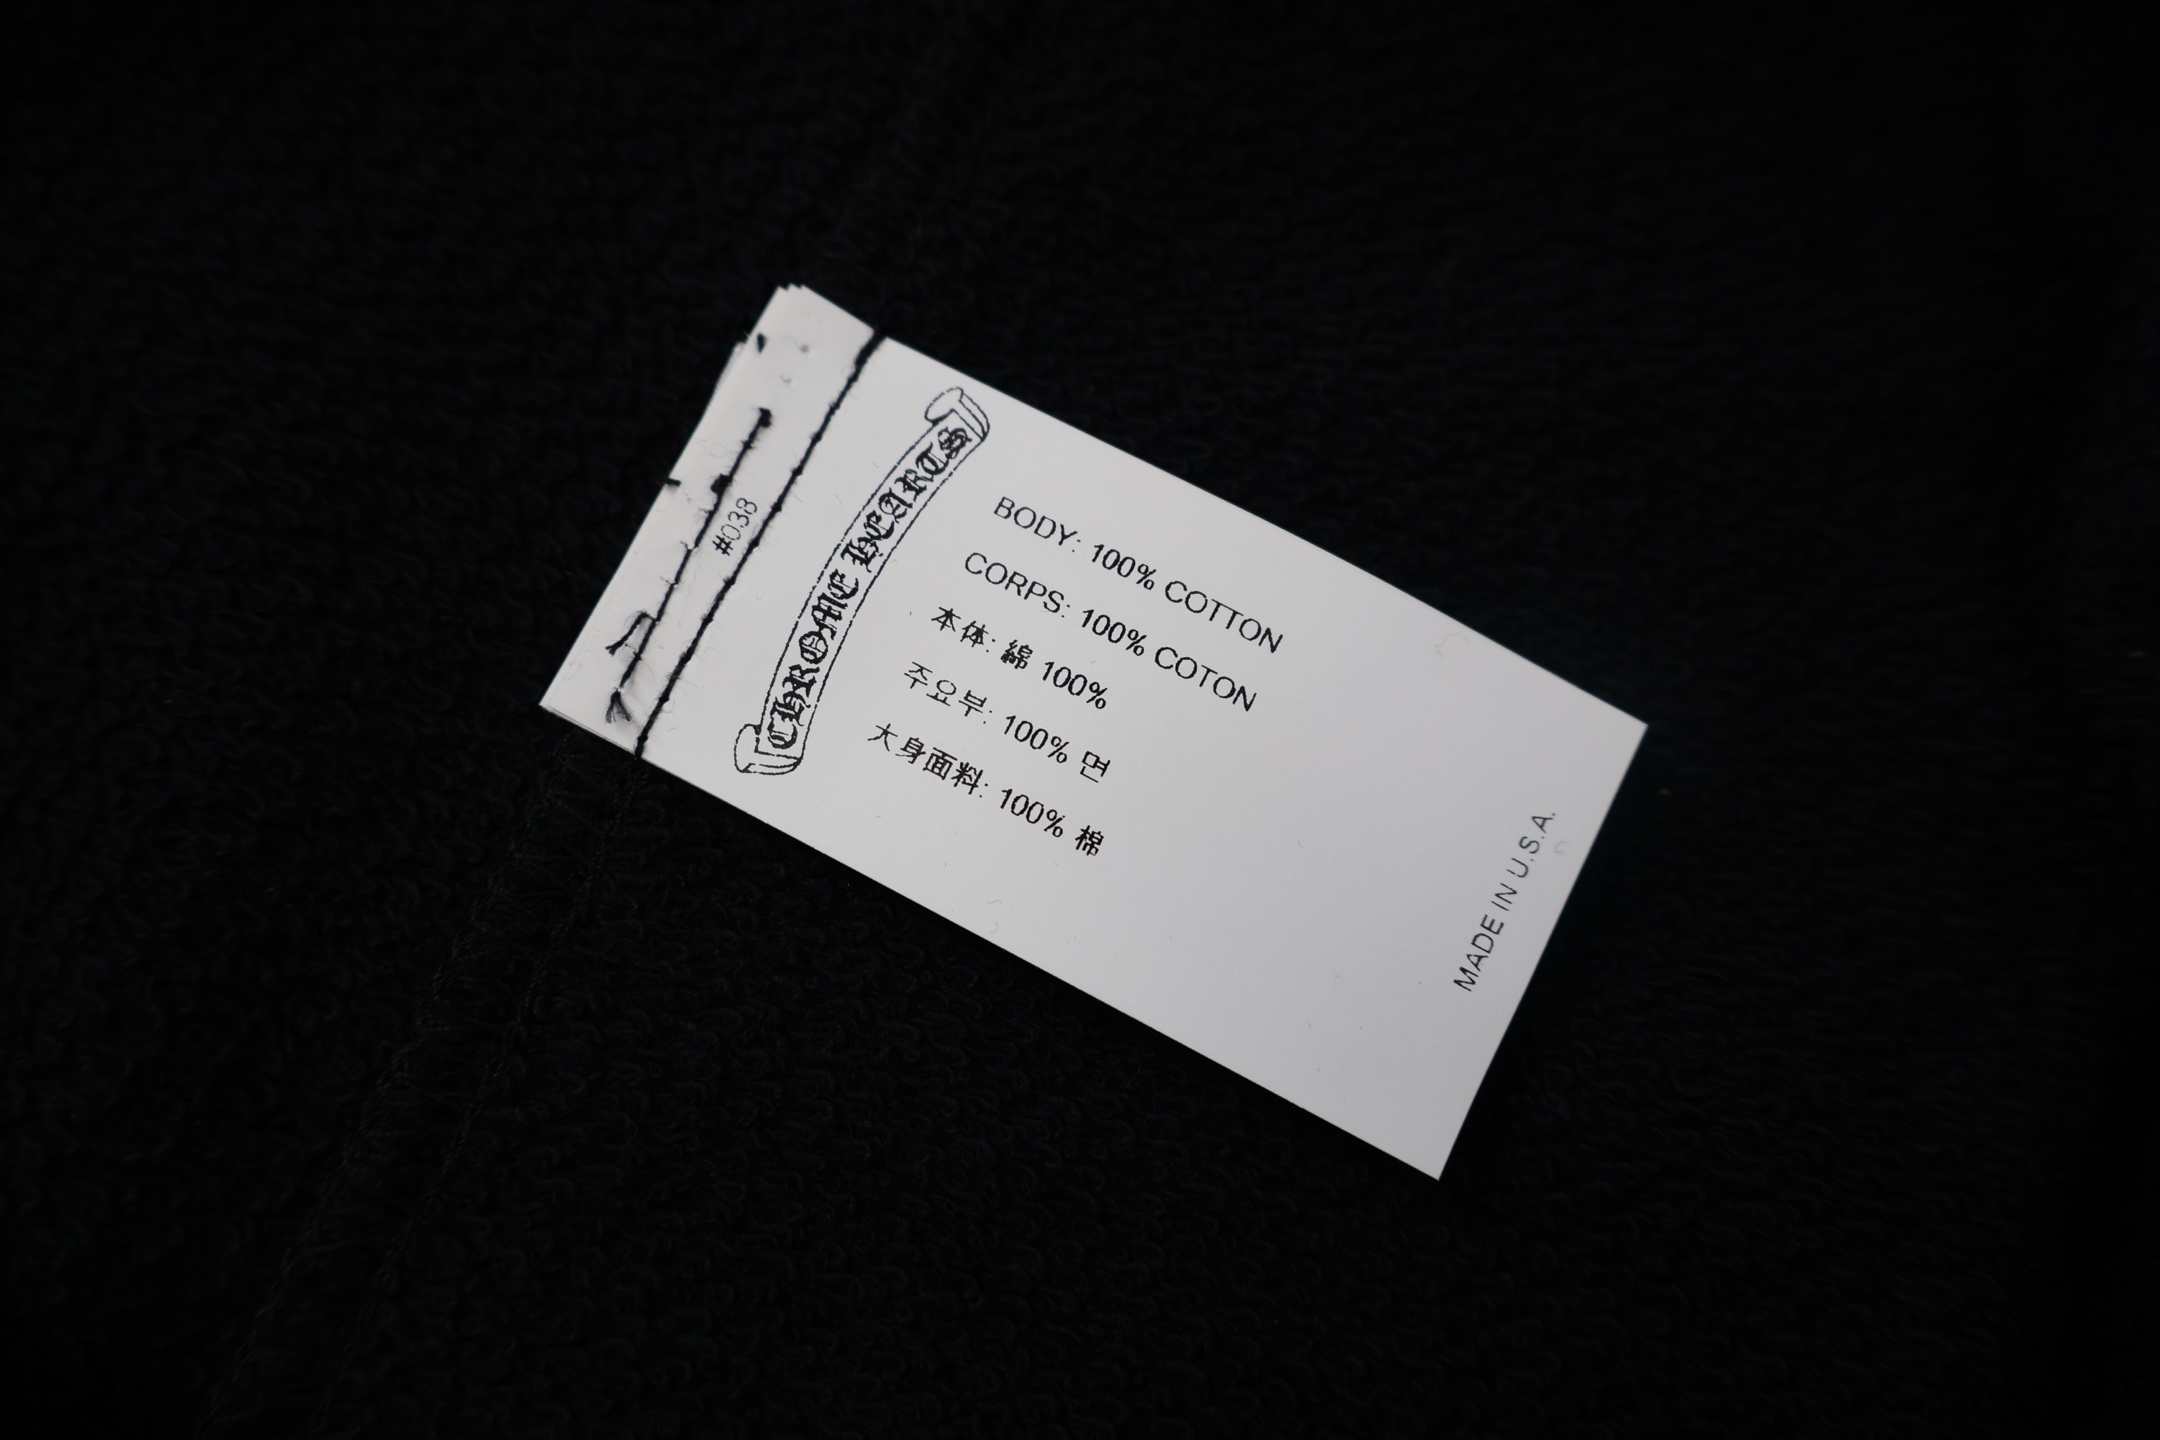 #038
CHROME HEARTS
BODY: 100% COTTON
CORPS: 100% COTON
本体: 綿 100%
주요부: 100% 면
大身面料: 100% 棉
MADE IN U.S.A.